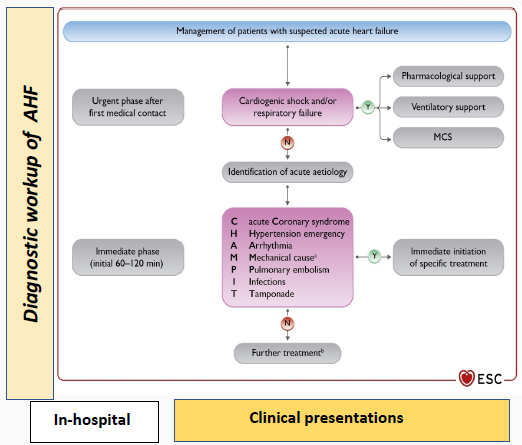 Diagnostic workup of AHF
Management of patients with suspected acute heart failure
Urgent phase after
first medical contact
Cardiogenic shock and/or
respiratory failure
Y
Pharmacological support
Ventilatory support
MCS
N
Identification of acute aetiology
Immediate phase
(initial 60–120 min)
C acute Coronary syndrome
H Hypertension emergency
A Arrhythmia
M Mechanical causeᵃ
P Pulmonary embolism
I Infections
T Tamponade
Y
Immediate initiation
of specific treatment
N
Further treatmentᵇ
ESC
In-hospital
Clinical presentations